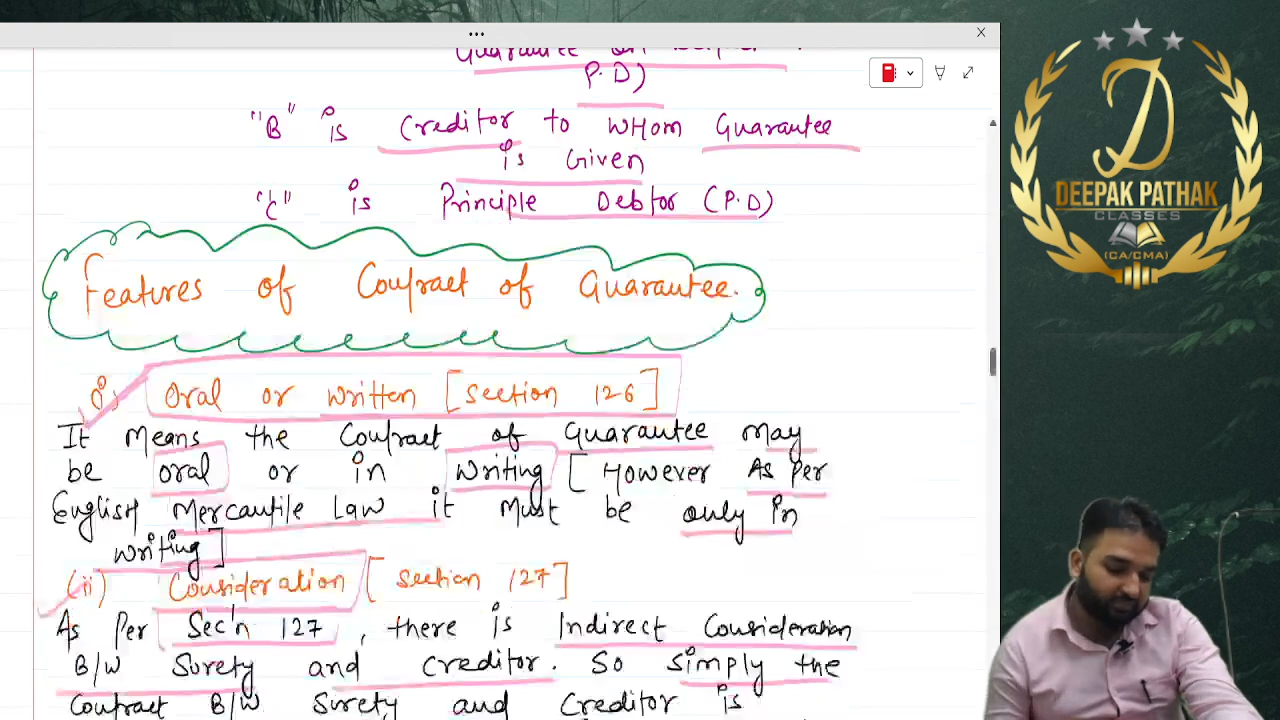 P.D)
"B" is Creditor to WHom Guarantee
is Given
"C" is Principle Debtor (P.D)
Features of Contract of Guarantee.
(i) Oral or written [section 126]
It Means the Contract of Guarantee May
be oral or in Writing [However As Per
English Mercantile Law it Must be only in
writing]
(ii) Consideration [section 127]
As Per Sec'n 127, there is Indirect Consideration
B/W Surety and Creditor. So simply the
Contract B/W Surety and Creditor is
D
DEEPAK PATHAK
CLASSES
(CA/CMA)